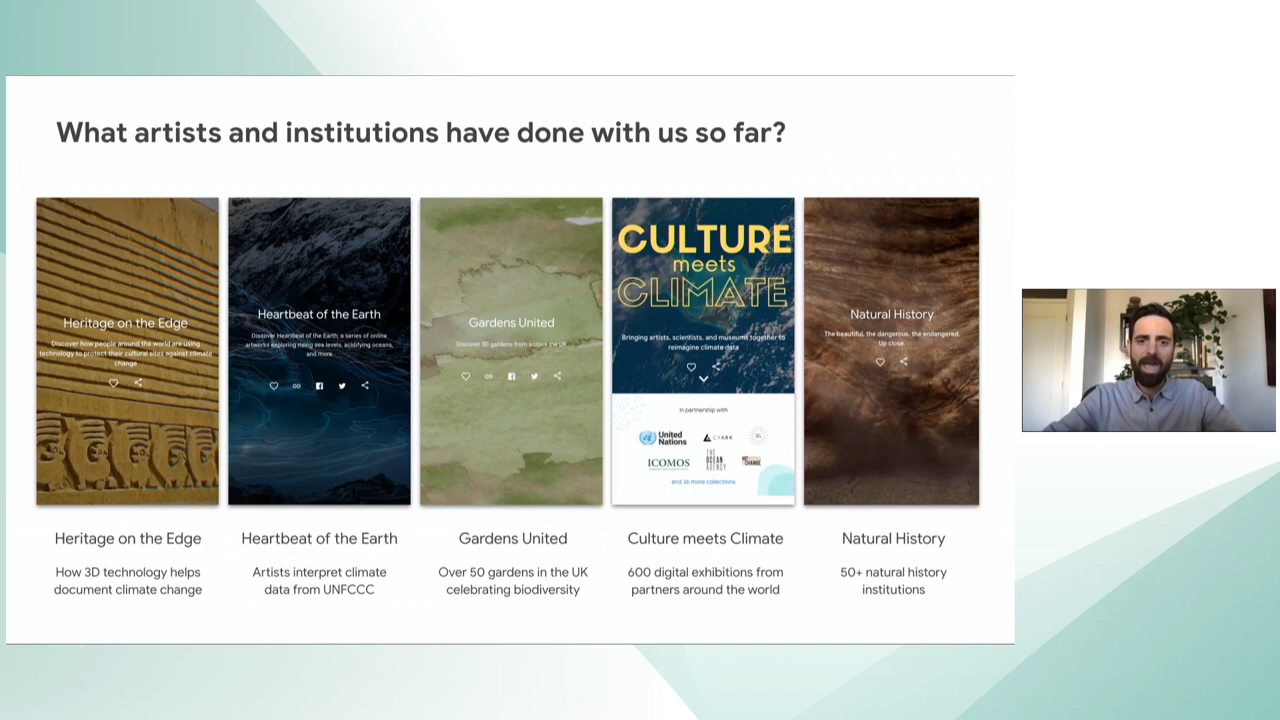 What artists and institutions have done with us so far?
Heritage on the Edge
Discover how people around the world are using
technology to protect their cultural sites against climate
change
Heartbeat of the Earth
Discover Heartbeat of the Earth, a series of online
artworks exploring rising sea levels, acidifying oceans,
and more.
Gardens United
Discover 50 gardens from across the UK
CULTURE
meets
CLIMATE
Bringing artists, scientists, and museums together to
reimagine climate data
in partnership with
United
Nations
CYARK
ICOMOS
THE
OCEAN
AGENCY
CHANGE
and 36 more collections
Natural History
The beautiful, the dangerous, the endangered.
Up close.
Heritage on the Edge
How 3D technology helps
document climate change
Heartbeat of the Earth
Artists interpret climate
data from UNFCCC
Gardens United
Over 50 gardens in the UK
celebrating biodiversity
Culture meets Climate
600 digital exhibitions from
partners around the world
Natural History
50+ natural history
institutions